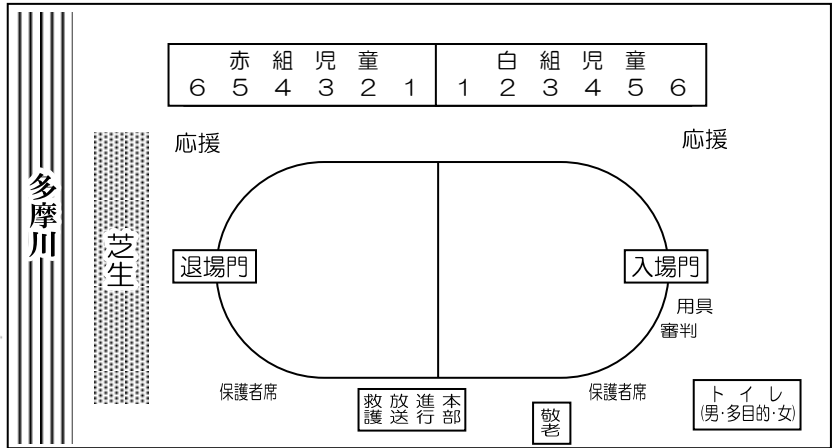 赤組児童
白組児童
6 5 4 3 2 1
1 2 3 4 5 6
応援
応援
多摩川
芝生
退場門
入場門
用具
審判
保護者席
救護
放送
進行
本部
敬老
保護者席
トイレ
(男・多目的・女)